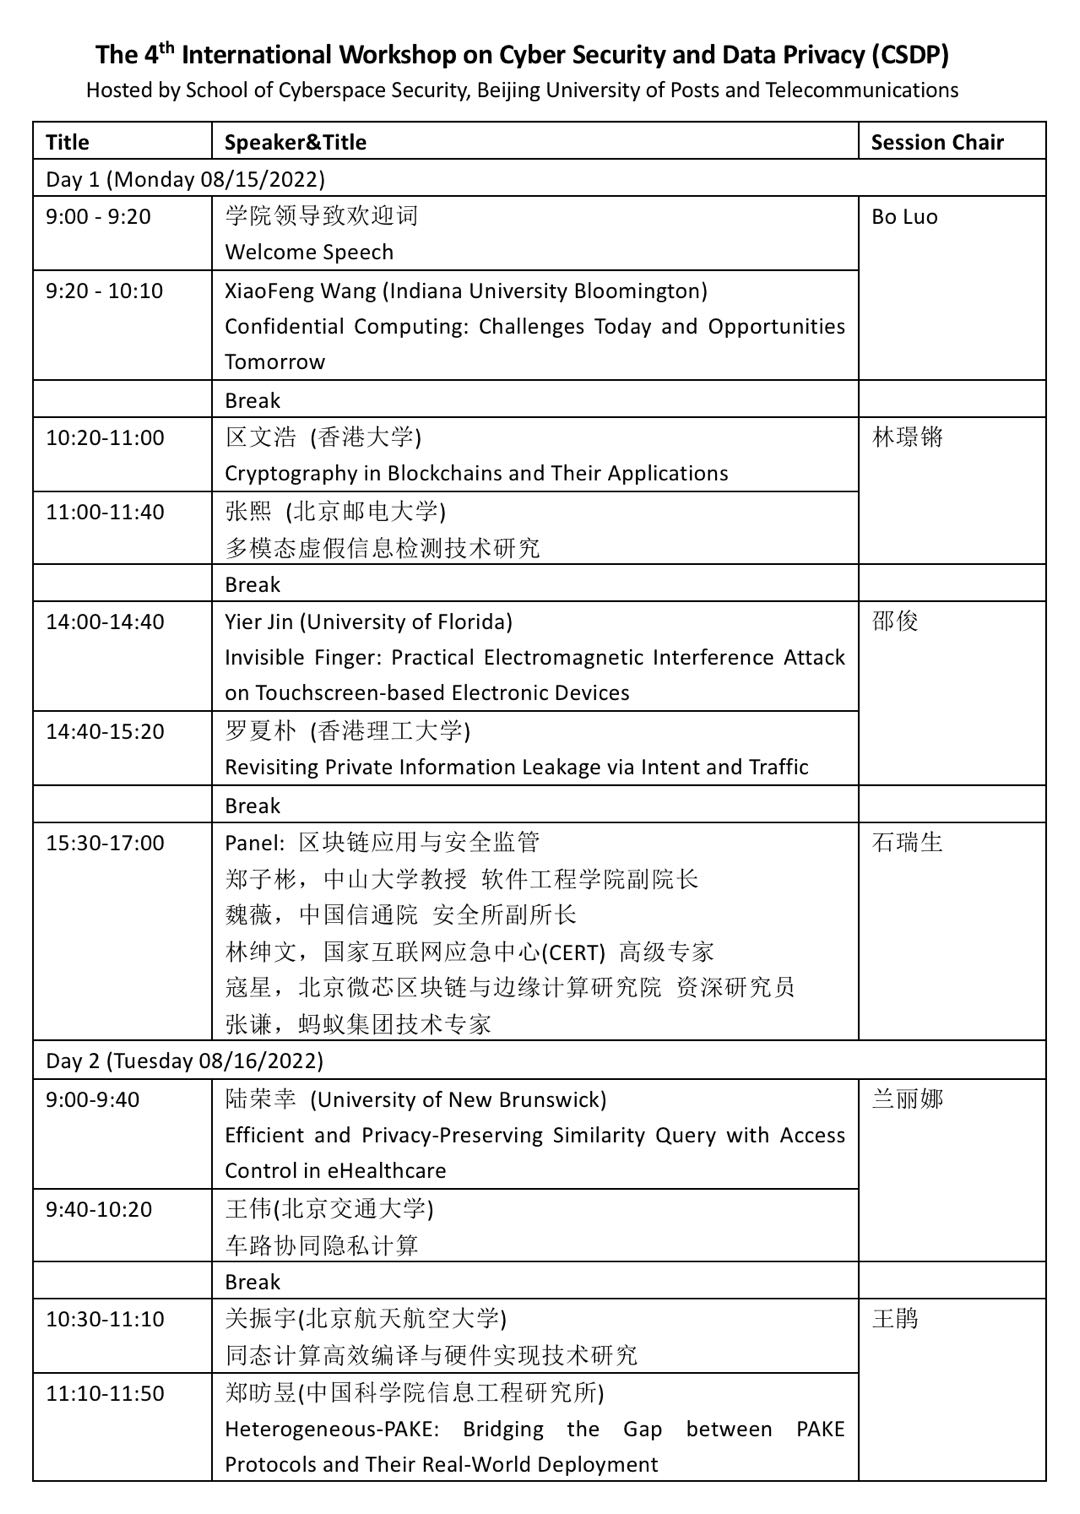 The 4th International Workshop on Cyber Security and Data Privacy (CSDP)
Hosted by School of Cyberspace Security, Beijing University of Posts and Telecommunications
Title Speaker&Title Session Chair
Day 1 (Monday 08/15/2022)
9:00 - 9:20 学院领导致欢迎词 Bo Luo
Welcome Speech
9:20 - 10:10 XiaoFeng Wang (Indiana University Bloomington)
Confidential Computing: Challenges Today and Opportunities
Tomorrow
Break
10:20-11:00 区文浩 (香港大学) 林璟锵
Cryptography in Blockchains and Their Applications
11:00-11:40 张熙 (北京邮电大学)
多模态虚假信息检测技术研究
Break
14:00-14:40 Yier Jin (University of Florida) 邵俊
Invisible Finger: Practical Electromagnetic Interference Attack
on Touchscreen-based Electronic Devices
14:40-15:20 罗夏朴 (香港理工大学)
Revisiting Private Information Leakage via Intent and Traffic
Break
15:30-17:00 Panel: 区块链应用与安全监管 石瑞生
郑子彬，中山大学教授 软件工程学院副院长
魏薇，中国信通院 安全所副所长
林绅文，国家互联网应急中心(CERT) 高级专家
寇星，北京微芯区块链与边缘计算研究院 资深研究员
张谦，蚂蚁集团技术专家
Day 2 (Tuesday 08/16/2022)
9:00-9:40 陆荣幸 (University of New Brunswick) 兰丽娜
Efficient and Privacy-Preserving Similarity Query with Access
Control in eHealthcare
9:40-10:20 王伟(北京交通大学)
车路协同隐私计算
Break
10:30-11:10 关振宇(北京航天航空大学) 王鹃
同态计算高效编译与硬件实现技术研究
11:10-11:50 郑昉昱(中国科学院信息工程研究所)
Heterogeneous-PAKE: Bridging the Gap between PAKE
Protocols and Their Real-World Deployment